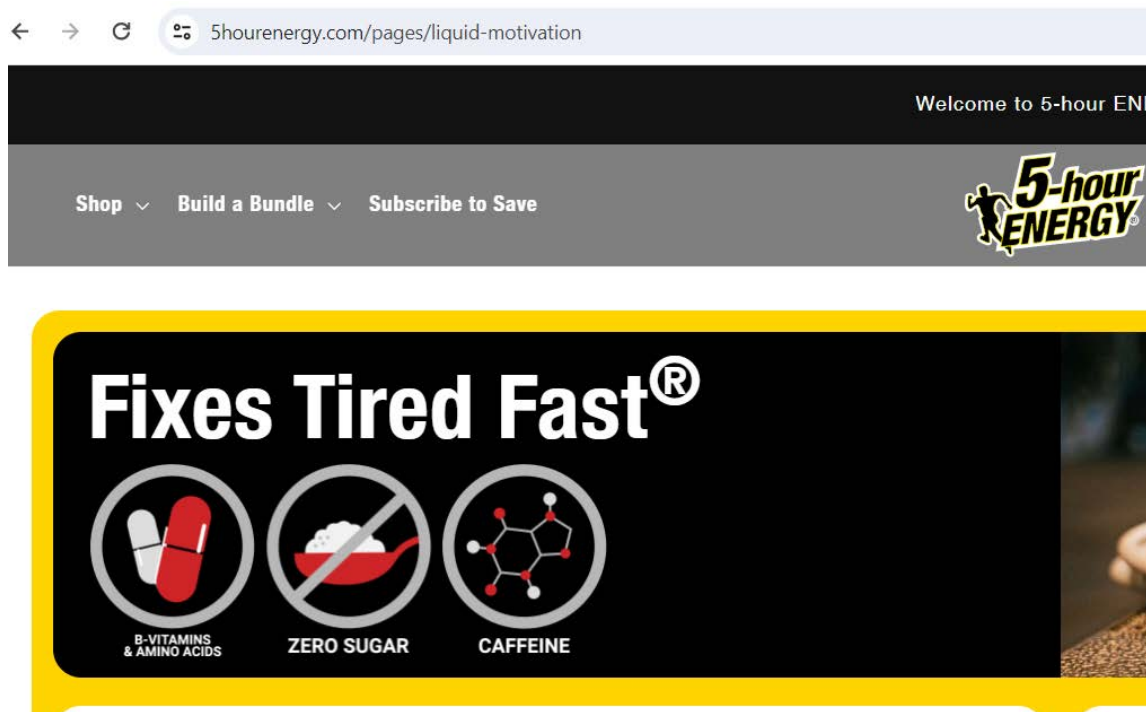 5hourenergy.com/pages/liquid-motivation
Welcome to 5-hour
Shop
Build a Bundle
Subscribe to Save
5-hour
ENERGY®
Fixes Tired Fast®
B-VITAMINS
& AMINO ACIDS
ZERO SUGAR
CAFFEINE